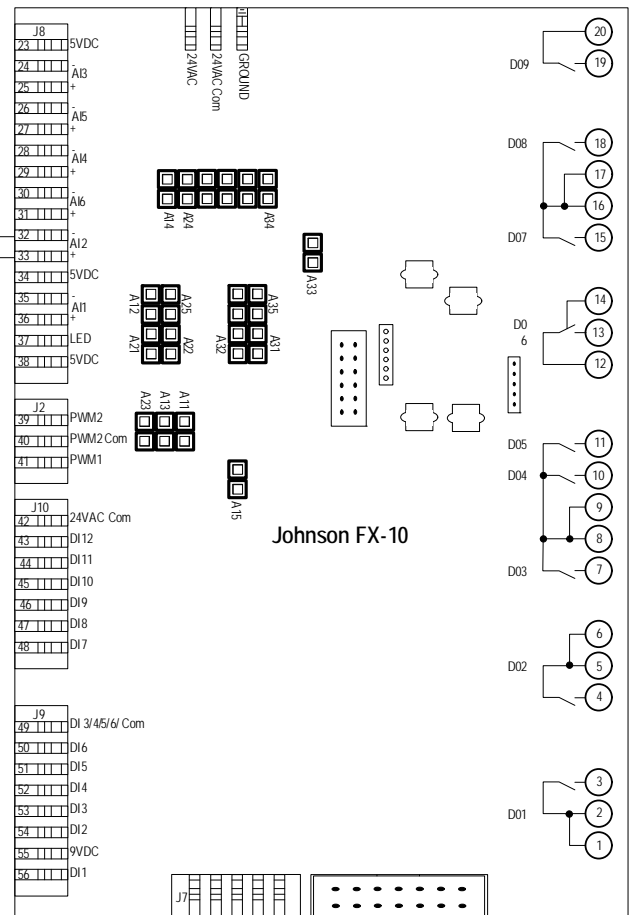 J8
23 5VDC
24 -
AI3
25 +
26 -
AI5
27 +
28 -
AI4
29 +
30 -
AI6
31 +
32 -
AI2
33 +
34 5VDC
35 -
AI1
36 +
37 LED
38 5VDC
J2
39 PWM2
40 PWM2 Com
41 PWM1
J10
42 24VAC Com
43 DI12
44 DI11
45 DI10
46 DI9
47 DI8
48 DI7
J9
49 DI 3/4/5/6/ Com
50 DI6
51 DI5
52 DI4
53 DI3
54 DI2
55 9VDC
56 DI1
24VAC
24VAC Com
GROUND
A14
A24
A34
A33
A12
A25
A21
A22
A35
A32
A31
A23
A13
A11
A15
Johnson FX-10
J7
20
D09
19
D08
18
17
16
D07
15
14
D0
6
13
12
D05
11
D04
10
9
8
D03
7
6
D02
5
4
3
D01
2
1